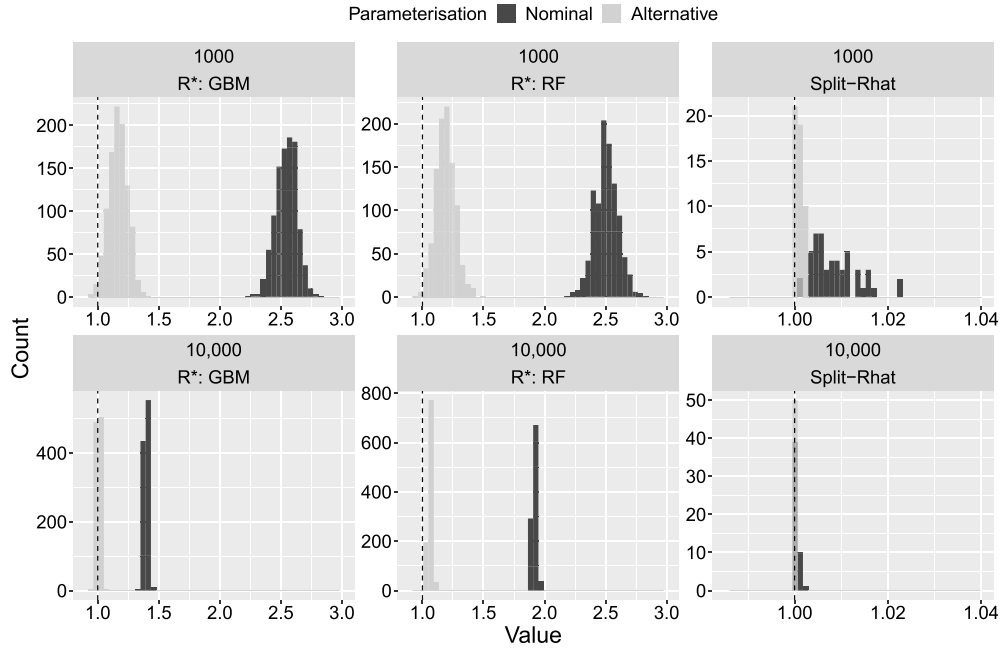 Parameterisation Nominal Alternative
1000 1000 1000
R*: GBM R*: RF Split−Rhat
200 200 20
150 150 15
100 100 10
50 50 5
0 0 0
1.0 1.5 2.0 2.5 3.0 1.0 1.5 2.0 2.5 3.0 1.00 1.02 1.04
Count
10,000 10,000 10,000
R*: GBM R*: RF Split−Rhat
800 50
400 600 40
400 30
200 20
200 10
0 0 0
1.0 1.5 2.0 2.5 3.0 1.0 1.5 2.0 2.5 3.0 1.00 1.02 1.04
Value